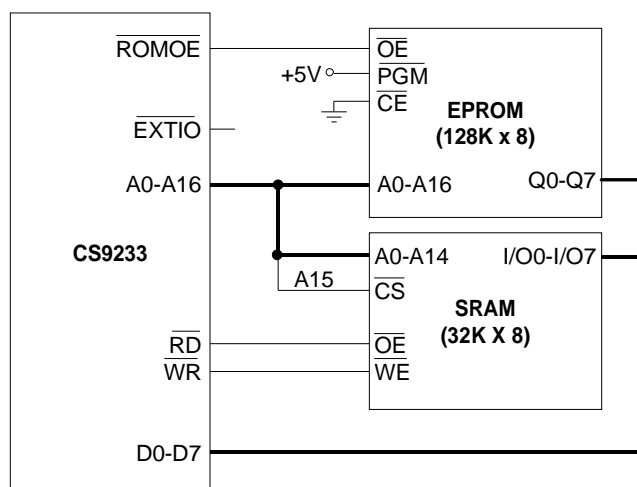 ROMOE
EXTIO
A0-A16
CS9233
RD
WR
D0-D7
+5V
OE
PGM
CE
EPROM
(128K x 8)
A0-A16
Q0-Q7
A15
A0-A14
I/O0-I/O7
CS
SRAM
(32K X 8)
OE
WE